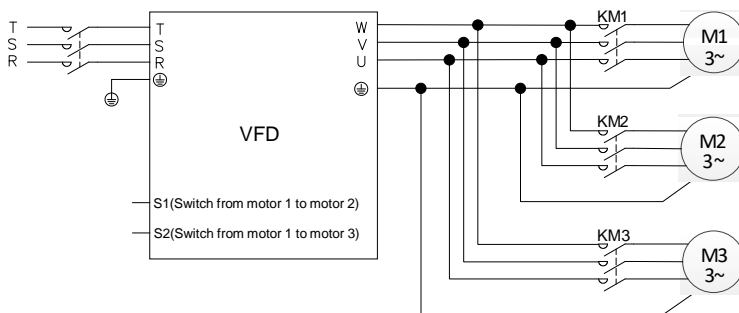 T
S
R
T
S
R
VFD
S1(Switch from motor 1 to motor 2)
S2(Switch from motor 1 to motor 3)
W
V
U
KM1
M1
3~
KM2
M2
3~
KM3
M3
3~